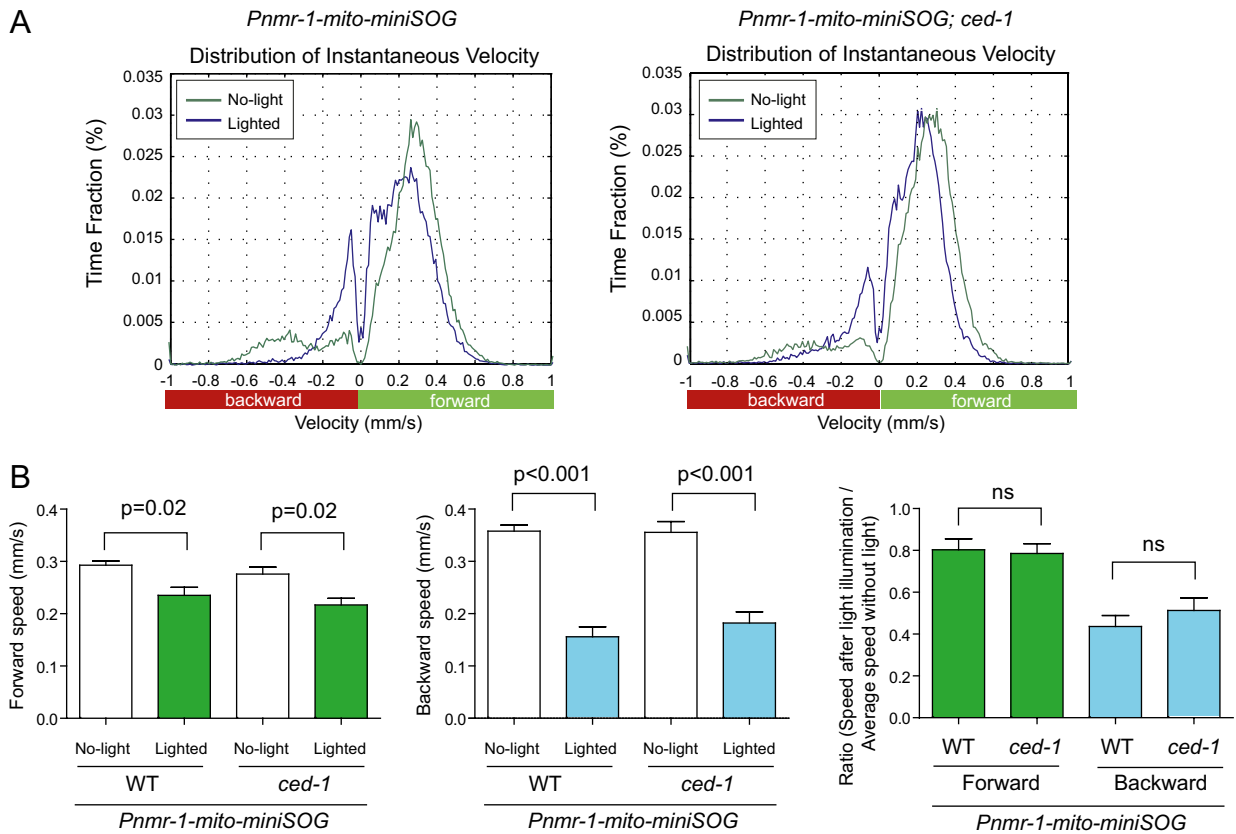 A
Pnmr-1-mito-miniSOG
Distribution of Instantaneous Velocity
No-light
Lighted
0.035
0.03
0.025
0.02
0.015
0.01
0.005
0
Time Fraction (%)
-1 -0.8 -0.6 -0.4 -0.2 0 0.2 0.4 0.6 0.8 1
backward forward
Velocity (mm/s)
Pnmr-1-mito-miniSOG; ced-1
Distribution of Instantaneous Velocity
No-light
Lighted
0.035
0.03
0.025
0.02
0.015
0.01
0.005
0
Time Fraction (%)
-1 -0.8 -0.6 -0.4 -0.2 0 0.2 0.4 0.6 0.8 1
backward forward
Velocity (mm/s)
B
p=0.02 p=0.02
0.4
0.3
0.2
0.1
0.0
Forward speed (mm/s)
No-light Lighted No-light Lighted
WT ced-1
Pnmr-1-mito-miniSOG
p<0.001 p<0.001
0.4
0.3
0.2
0.1
0.0
Backward speed (mm/s)
No-light Lighted No-light Lighted
WT ced-1
Pnmr-1-mito-miniSOG
ns
ns
1.0
0.8
0.6
0.4
0.2
0.0
Ratio (Speed after light illumination /
Average speed without light)
WT ced-1 WT ced-1
Forward Backward
Pnmr-1-mito-miniSOG